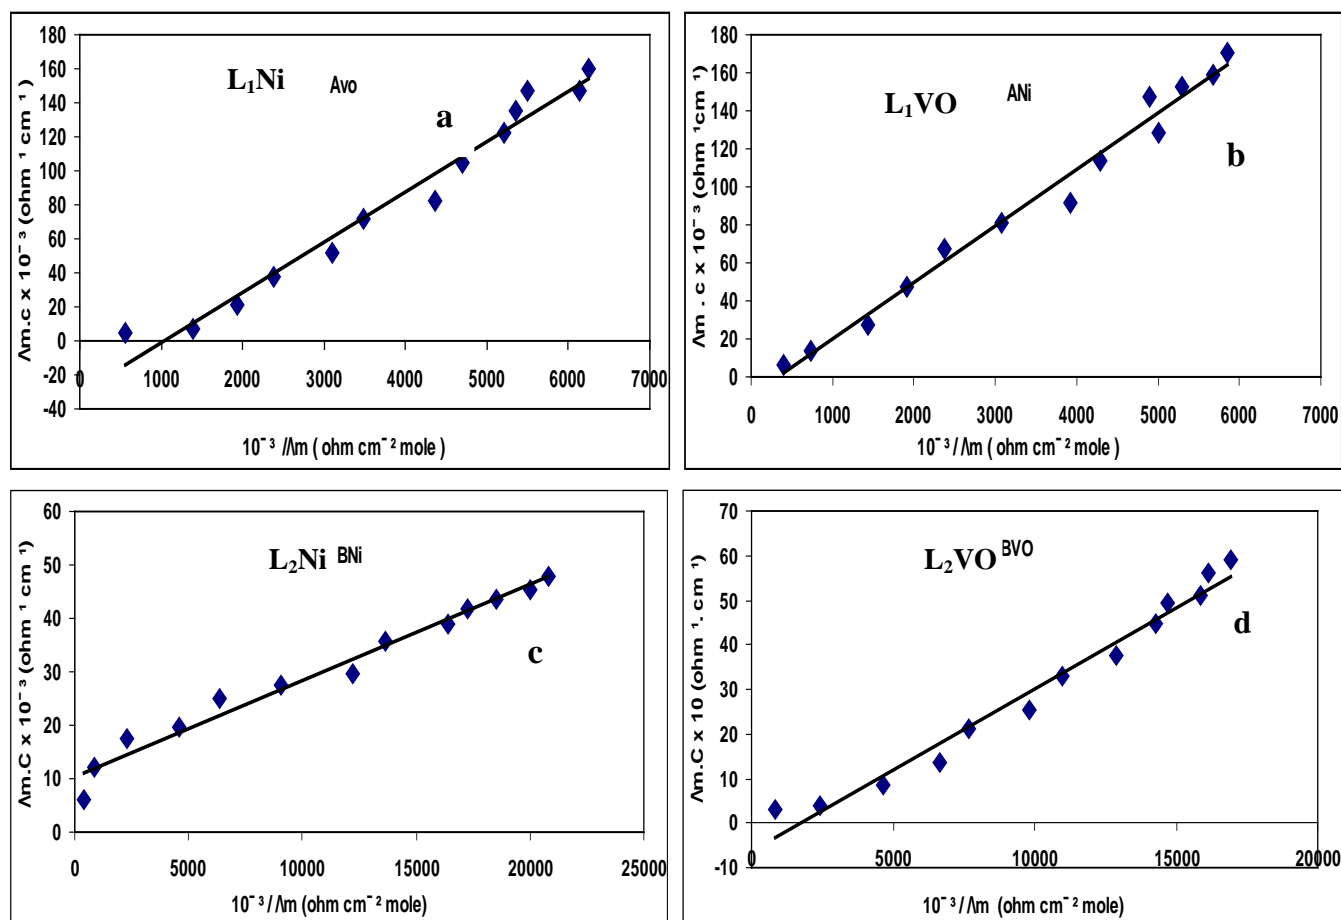 Λm.c x 10⁻³ (ohm⁻¹ cm⁻¹)
180
160
140
120
100
80
60
40
20
0
-20
-40
L₁Ni Avo
a
0 1000 2000 3000 4000 5000 6000 7000
10⁻³ /Λm ( ohm cm⁻² mole )
Λm . c x 10⁻³ (ohm ¹cm ¹)
180
160
140
120
100
80
60
40
20
0
L₁VO ANi
b
0 1000 2000 3000 4000 5000 6000 7000
10⁻³ / Λm ( ohm cm⁻² mole )
Λm.C x 10⁻³ (ohm ¹ cm ¹)
60
50
40
30
20
10
0
L₂Ni BNi
c
0 5000 10000 15000 20000 25000
10⁻³ / Λm ( ohm cm⁻² mole)
Λm.C x 10 (ohm ¹. cm ¹)
70
60
50
40
30
20
10
0
-10
L₂VO BVO
d
0 5000 10000 15000 20000
10⁻³ / Λm (ohm cm⁻² mole)